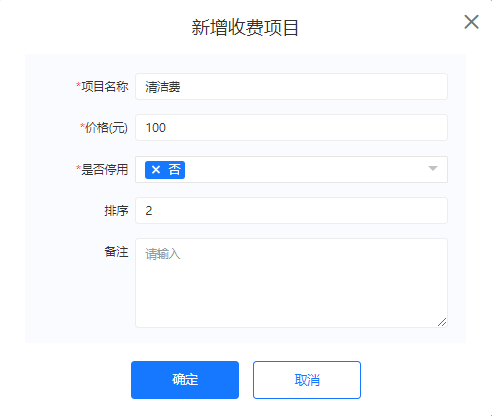 新增收费项目
*项目名称 清洁费
*价格(元) 100
*是否停用 × 否
排序 2
备注 请输入
确定 取消